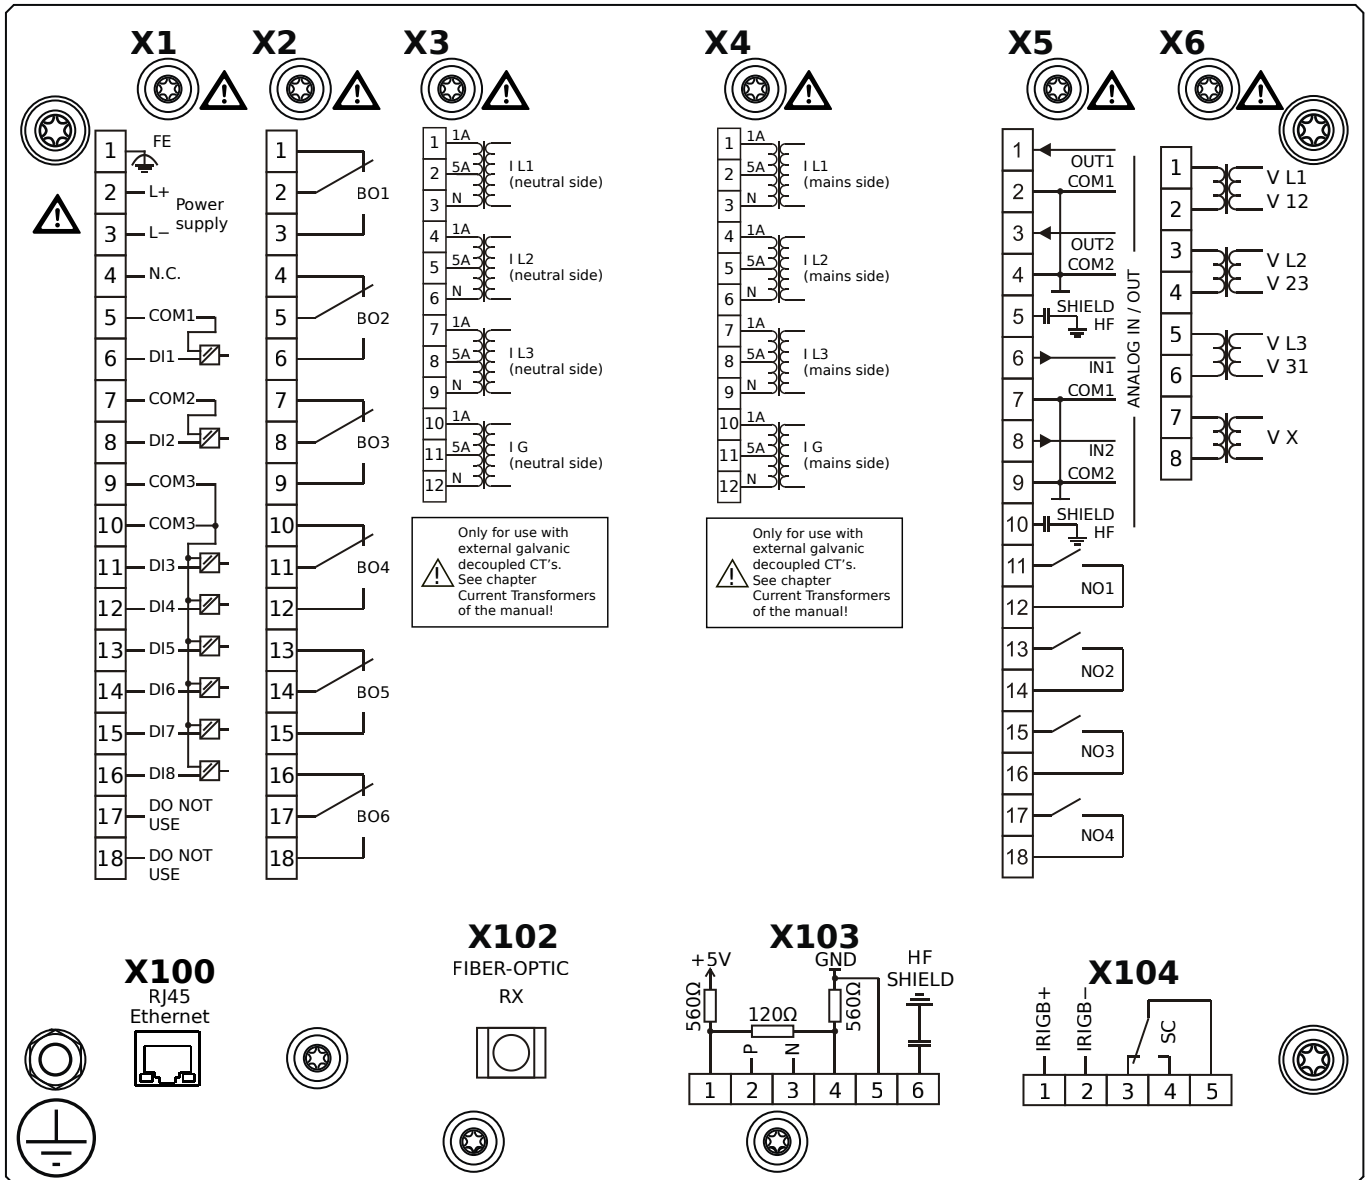 X1
1
FE
2
L+
Power
supply
3
L−
4
N.C.
5
COM1
6
DI1
7
COM2
8
DI2
9
COM3
10
COM3
11
DI3
12
DI4
13
DI5
14
DI6
15
DI7
16
DI8
17
DO NOT
USE
18
DO NOT
USE
X2
1
2
BO1
3
4
5
BO2
6
7
8
BO3
9
10
11
BO4
12
13
14
BO5
15
16
17
BO6
18
X3
1 1A
2 5A
3 N
I L1
(neutral side)
4 1A
5 5A
6 N
I L2
(neutral side)
7 1A
8 5A
9 N
I L3
(neutral side)
10 1A
11 5A
12 N
I G
(neutral side)
Only for use with
external galvanic
decoupled CT's.
See chapter
Current Transformers
of the manual!
X4
1 1A
2 5A
3 N
I L1
(mains side)
4 1A
5 5A
6 N
I L2
(mains side)
7 1A
8 5A
9 N
I L3
(mains side)
10 1A
11 5A
12 N
I G
(mains side)
Only for use with
external galvanic
decoupled CT's.
See chapter
Current Transformers
of the manual!
X5
1
OUT1
2
COM1
3
OUT2
4
COM2
5
SHIELD
HF
6
IN1
7
COM1
8
IN2
9
COM2
10
SHIELD
HF
ANALOG IN / OUT
11
NO1
12
13
NO2
14
15
NO3
16
17
NO4
18
X6
1
V L1
2
V 12
3
V L2
4
V 23
5
V L3
6
V 31
7
V X
8
X100
RJ45
Ethernet
X102
FIBER-OPTIC
RX
X103
+5V
GND
HF
SHIELD
560Ω
120Ω
560Ω
P
N
1 2 3 4 5 6
X104
IRIGB+
IRIGB−
SC
1 2 3 4 5